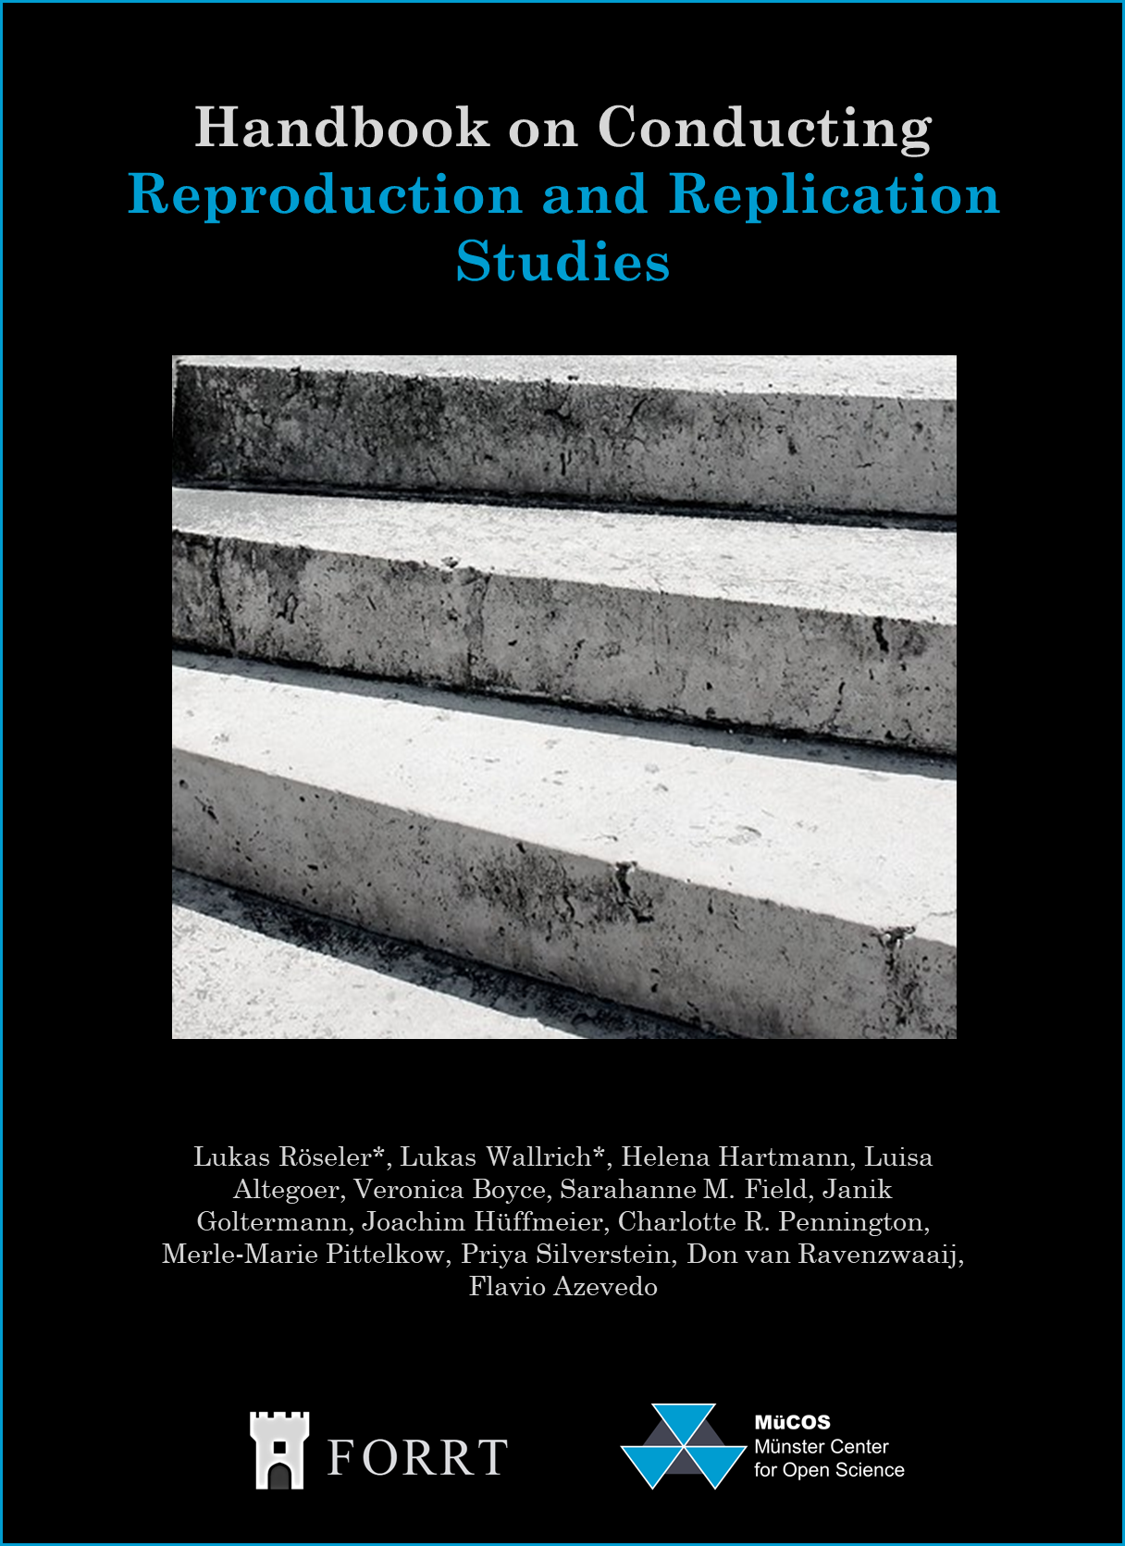 Handbook on Conducting
Reproduction and Replication
Studies
Lukas Röseler*, Lukas Wallrich*, Helena Hartmann, Luisa
Altegoer, Veronica Boyce, Sarahanne M. Field, Janik
Goltermann, Joachim Hüffmeier, Charlotte R. Pennington,
Merle-Marie Pittelkow, Priya Silverstein, Don van Ravenzwaaij,
Flavio Azevedo
FORRT
MüCOS
Münster Center
for Open Science